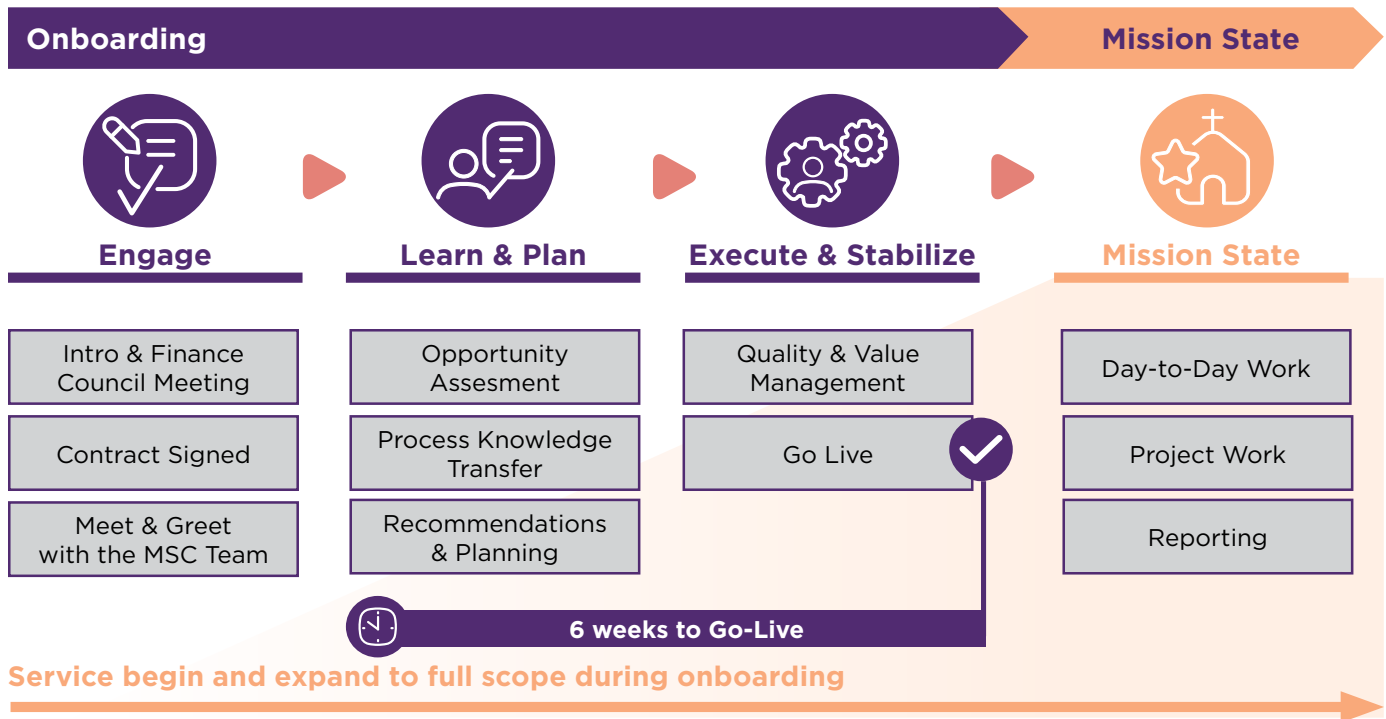 Onboarding
Mission State
Engage
Learn & Plan
Execute & Stabilize
Mission State
Intro & Finance
Council Meeting
Contract Signed
Meet & Greet
with the MSC Team
Opportunity
Assesment
Process Knowledge
Transfer
Recommendations
& Planning
Quality & Value
Management
Go Live
Day-to-Day Work
Project Work
Reporting
6 weeks to Go-Live
Service begin and expand to full scope during onboarding